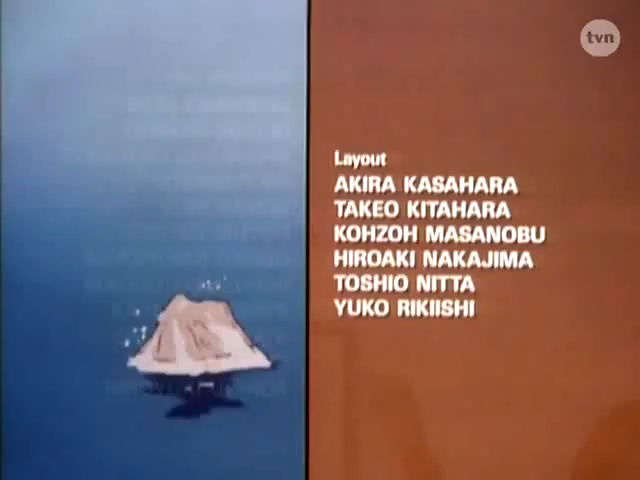 tvn
Layout
AKIRA KASAHARA
TAKEO KITAHARA
KOHZOH MASANOBU
HIROAKI NAKAJIMA
TOSHIO NITTA
YUKO RIKIISHI